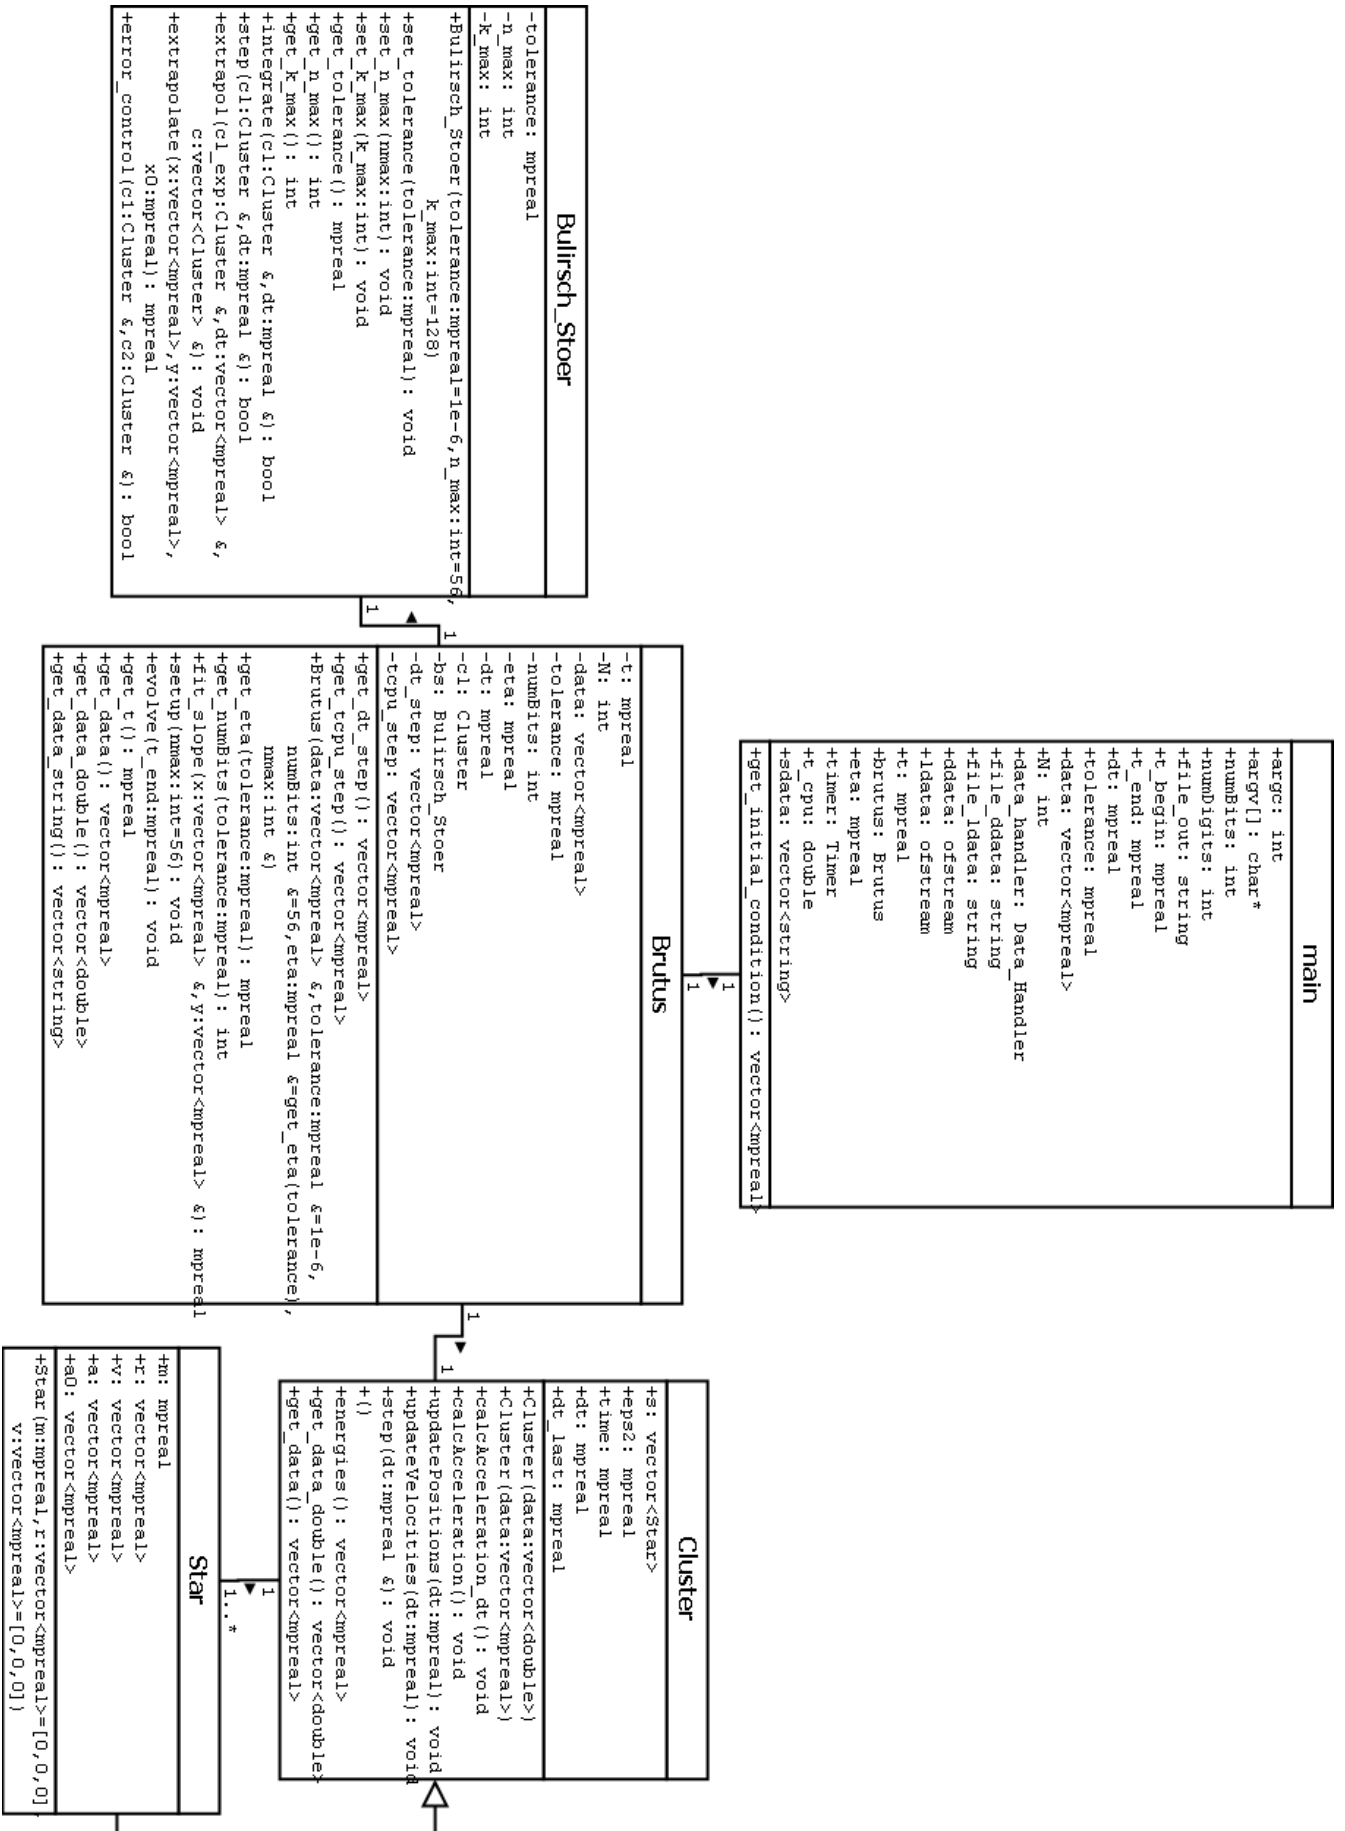 main
+argc: int
+argv[]: char*
+numBits: int
+numDigits: int
+file_out: string
+t_begin: mpreal
+t_end: mpreal
+dt: mpreal
+tolerance: mpreal
+data: vector<mpreal>
+N: int
+data_handler: Data_Handler
+file_ddata: string
+file_ldata: string
+ddata: ofstream
+ldata: ofstream
+t: mpreal
+brutus: Brutus
+eta: mpreal
+timer: Timer
+t_cpu: double
+sdata: vector<string>
+get_initial_condition(): vector<mpreal>
1
1
Bulirsch_Stoer
-tolerance: mpreal
-n_max: int
-k_max: int
+Bulirsch_Stoer(tolerance:mpreal=1e-6,n_max:int=56,
k_max:int=128)
+set_tolerance(tolerance:mpreal): void
+set_n_max(nmax:int): void
+set_k_max(k_max:int): void
+get_tolerance(): mpreal
+get_n_max(): int
+get_k_max(): int
+integrate(cl:Cluster &,dt:mpreal &): bool
+step(cl:Cluster &,dt:mpreal &): bool
+extrapol(cl_exp:Cluster &,dt:vector<mpreal> &,
c:vector<Cluster> &): void
+extrapolate(x:vector<mpreal>,y:vector<mpreal>,
x0:mpreal): mpreal
+error_control(c1:Cluster &,c2:Cluster &): bool
1
1
Brutus
-t: mpreal
-N: int
-data: vector<mpreal>
-tolerance: mpreal
-numBits: int
-eta: mpreal
-dt: mpreal
-cl: Cluster
-bs: Bulirsch_Stoer
-dt_step: vector<mpreal>
-tcpu_step: vector<mpreal>
+get_dt_step(): vector<mpreal>
+get_tcpu_step(): vector<mpreal>
+Brutus(data:vector<mpreal> &,tolerance:mpreal &=1e-6,
numBits:int &=56,eta:mpreal &=get_eta(tolerance),
nmax:int &)
+get_eta(tolerance:mpreal): mpreal
+get_numBits(tolerance:mpreal): int
+fit_slope(x:vector<mpreal> &,y:vector<mpreal> &): mpreal
+setup(nmax:int=56): void
+evolve(t_end:mpreal): void
+get_t(): mpreal
+get_data(): vector<mpreal>
+get_data_double(): vector<double>
+get_data_string(): vector<string>
1
1
Cluster
+s: vector<Star>
+eps2: mpreal
+time: mpreal
+dt: mpreal
+dt_last: mpreal
+Cluster(data:vector<double>)
+Cluster(data:vector<mpreal>)
+calcAcceleration_dt(): void
+calcAcceleration(): void
+updatePositions(dt:mpreal): void
+updateVelocities(dt:mpreal): void
+step(dt:mpreal &): void
+()
+energies(): vector<mpreal>
+get_data_double(): vector<double>
+get_data(): vector<mpreal>
1
1...*
Star
+m: mpreal
+r: vector<mpreal>
+v: vector<mpreal>
+a: vector<mpreal>
+a0: vector<mpreal>
+Star(m:mpreal,r:vector<mpreal>=[0,0,0],
v:vector<mpreal>=[0,0,0])